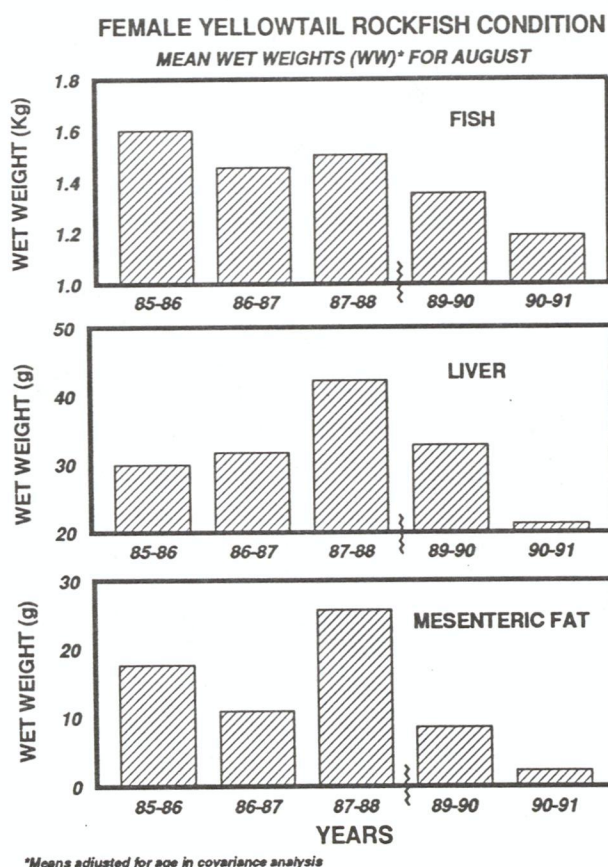 FEMALE YELLOWTAIL ROCKFISH CONDITION
MEAN WET WEIGHTS (WW)* FOR AUGUST
WET WEIGHT (Kg)
1.8
1.6
1.4
1.2
1.0
FISH
85-86 86-87 87-88 89-90 90-91
WET WEIGHT (g)
50
40
30
20
LIVER
85-86 86-87 87-88 89-90 90-91
WET WEIGHT (g)
30
20
10
0
MESENTERIC FAT
85-86 86-87 87-88 89-90 90-91
YEARS
*Means adjusted for age in covariance analysis